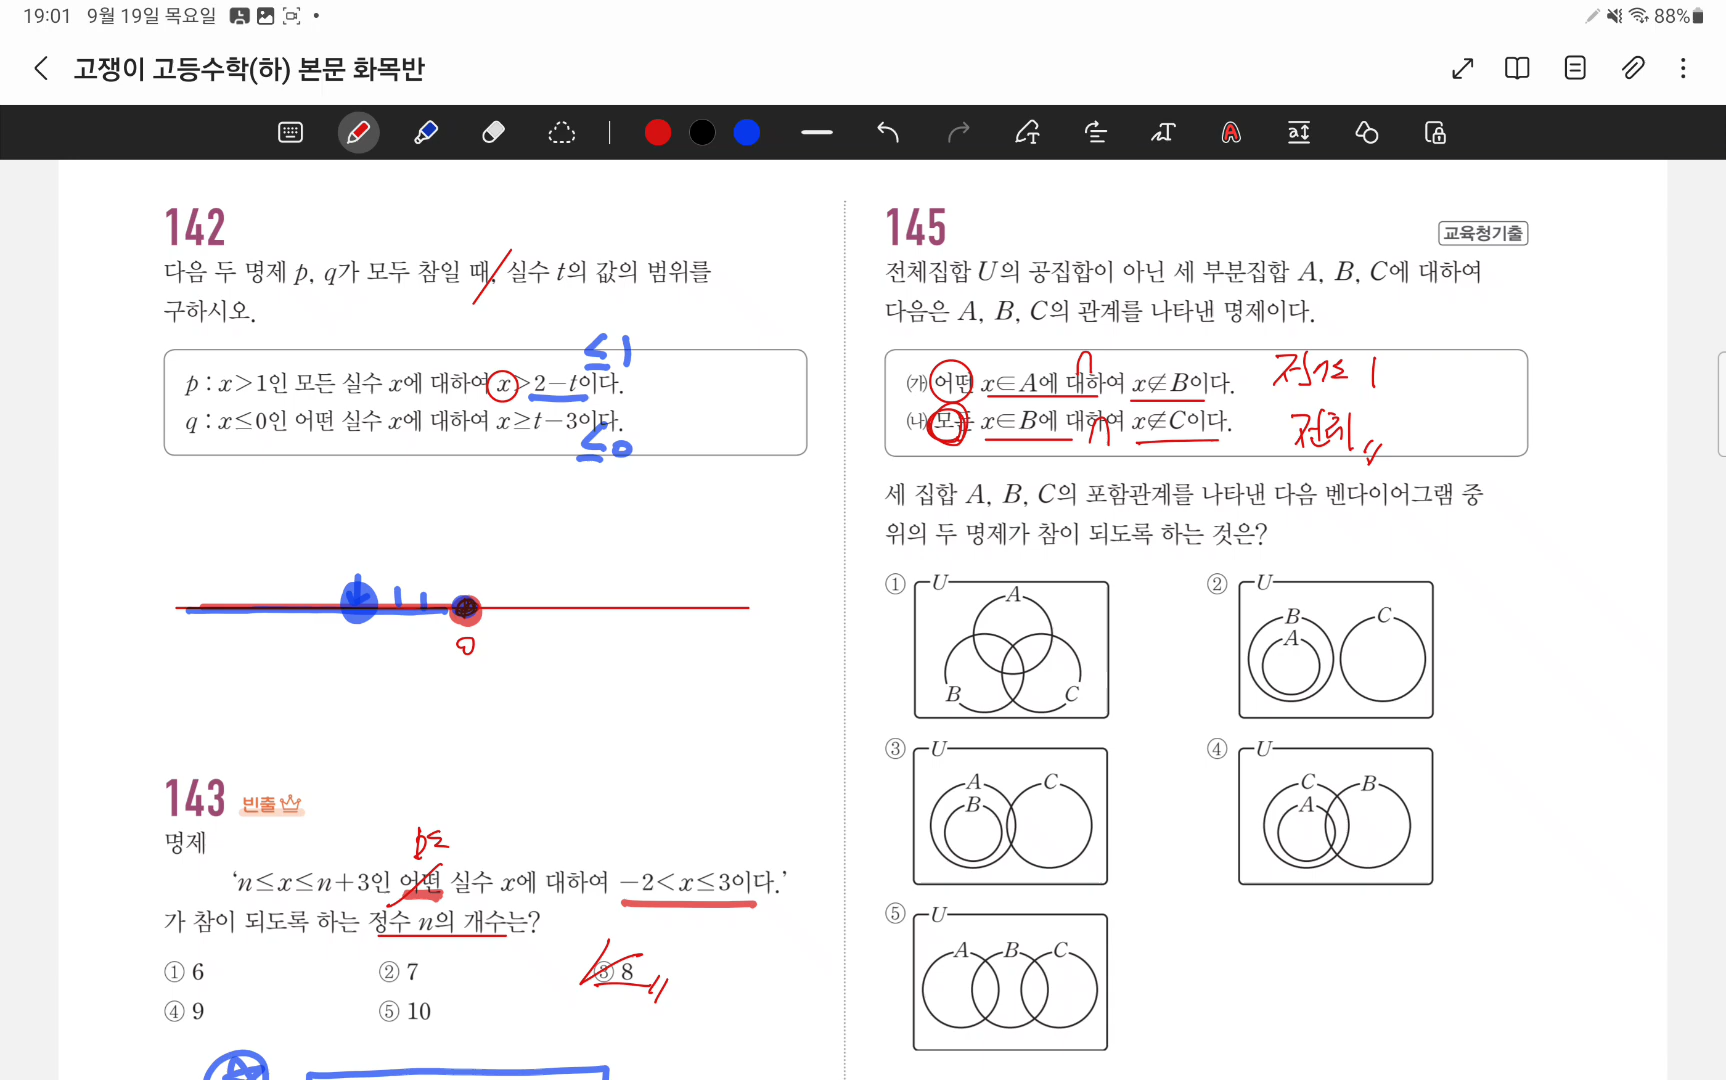 19:01 9월 19일 목요일
88%
고쟁이 고등수학(하) 본문 화목반
142
다음 두 명제 p, q가 모두 참일 때, 실수 t의 값의 범위를
구하시오.
≤1
p : x>1인 모든 실수 x에 대하여 x>2−t이다.
q : x≤0인 어떤 실수 x에 대하여 x≥t−3이다.
≤0
0
143 빈출
명제
모든
‘n≤x≤n+3인 어떤 실수 x에 대하여 −2<x≤3이다.’
가 참이 되도록 하는 정수 n의 개수는?
① 6 ② 7 ③ 8
④ 9 ⑤ 10
145 교육청기출
전체집합 U의 공집합이 아닌 세 부분집합 A, B, C에 대하여
다음은 A, B, C의 관계를 나타낸 명제이다.
㈎ 어떤 x∈A에 대하여 x∉B이다. 적어도 1
㈏ 모든 x∈B에 대하여 x∉C이다. 전부
세 집합 A, B, C의 포함관계를 나타낸 다음 벤다이어그램 중
위의 두 명제가 참이 되도록 하는 것은?
① U A B C
② U B A C
③ U A B C
④ U C A B
⑤ U A B C